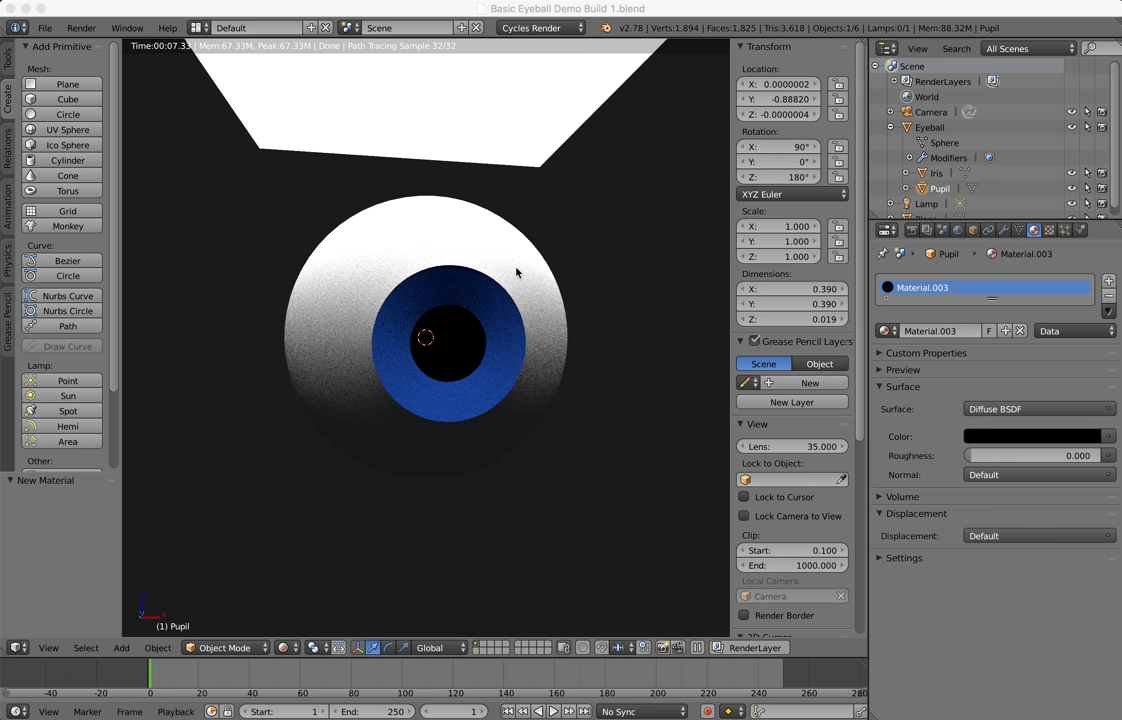 Basic Eyeball Demo Build 1.blend
File Render Window Help Default Scene Cycles Render v2.78 | Verts:1,894 | Faces:1,825 | Tris:3,618 | Objects:1/6 | Lamps:0/1 | Mem:88.32M | Pupil
Tools
Create
Relations
Animation
Physics
Grease Pencil
Add Primitive
Mesh:
Plane
Cube
Circle
UV Sphere
Ico Sphere
Cylinder
Cone
Torus
Grid
Monkey
Curve:
Bezier
Circle
Nurbs Curve
Nurbs Circle
Path
Draw Curve
Lamp:
Point
Sun
Spot
Hemi
Area
Other:
New Material
Time:00:07.33 | Mem:67.33M, Peak:67.33M | Done | Path Tracing Sample 32/32
(1) Pupil
Transform
Location:
X: 0.0000002
Y: -0.88820
Z: -0.0000004
Rotation:
X: 90°
Y: 0°
Z: 180°
XYZ Euler
Scale:
X: 1.000
Y: 1.000
Z: 1.000
Dimensions:
X: 0.390
Y: 0.390
Z: 0.019
Grease Pencil Layers
Scene Object
New
New Layer
View
Lens: 35.000
Lock to Object:
Lock to Cursor
Lock Camera to View
Clip:
Start: 0.100
End: 1000.000
Local Camera:
Camera
Render Border
3D Cursor
View Search All Scenes
Scene
RenderLayers
World
Camera
Eyeball
Sphere
Modifiers
Iris
Pupil
Lamp
Pupil Material.003
Material.003
Material.003 F Data
Custom Properties
Preview
Surface
Surface: Diffuse BSDF
Color:
Roughness: 0.000
Normal: Default
Volume
Displacement
Displacement: Default
Settings
View Select Add Object Object Mode Global RenderLayer
-40 -20 0 20 40 60 80 100 120 140 160 180 200 220 240 260 280
View Marker Frame Playback Start: 1 End: 250 1 No Sync